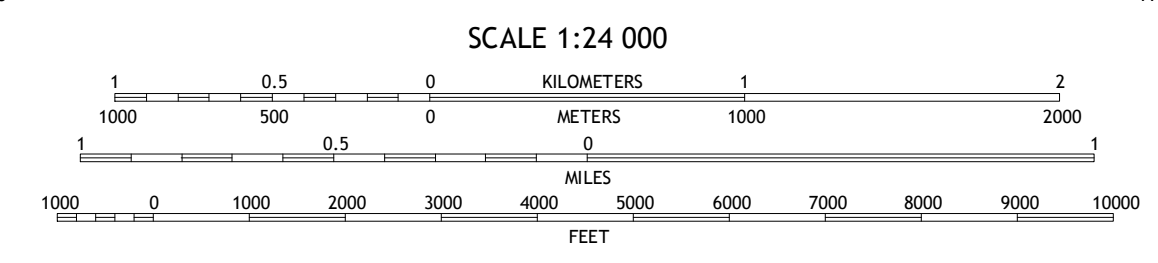 SCALE 1:24 000
1 0.5 0 KILOMETERS 1 2
1000 500 0 METERS 1000 2000
1 0.5 0 1
MILES
1000 0 1000 2000 3000 4000 5000 6000 7000 8000 9000 10000
FEET